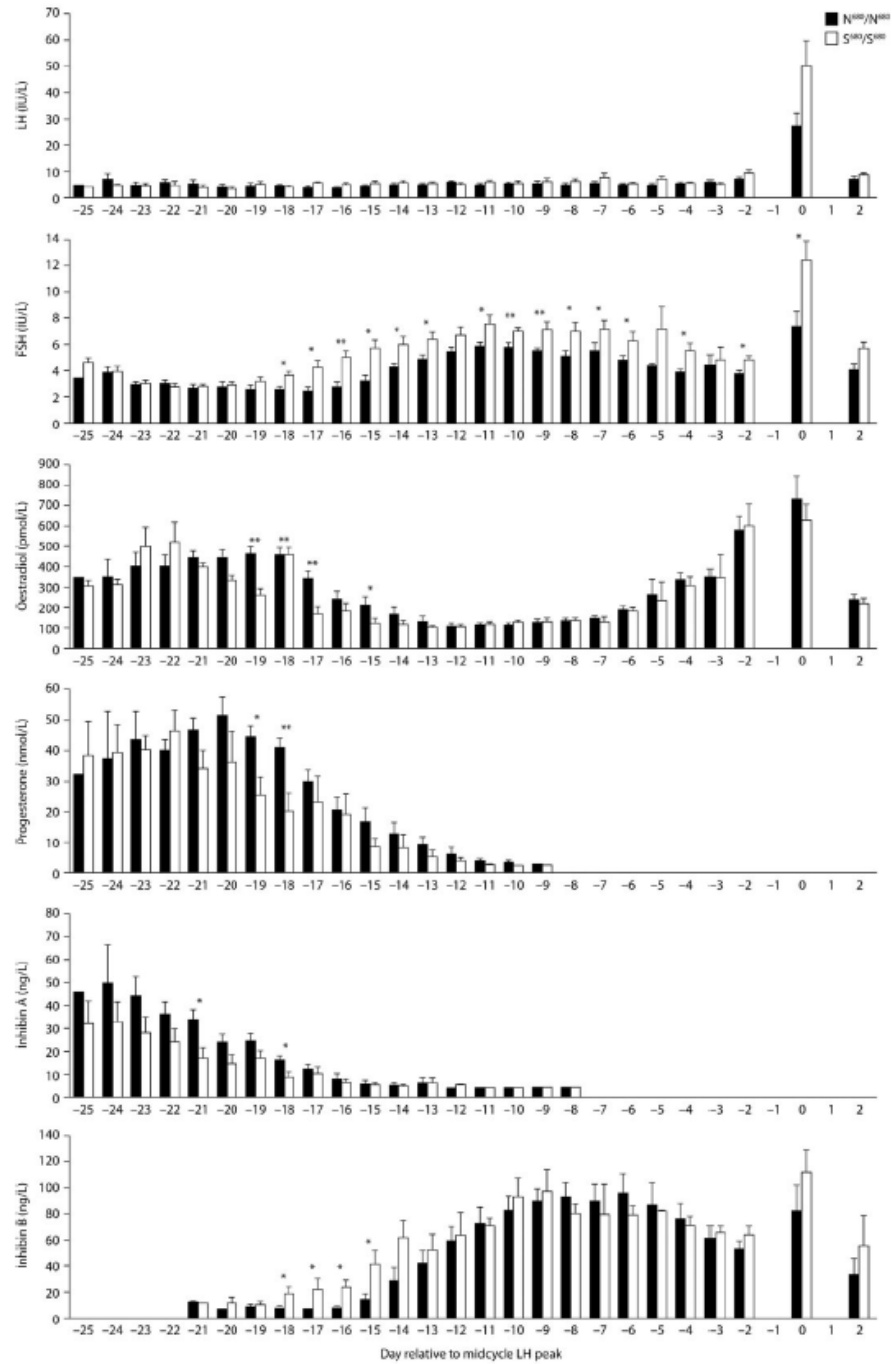 N⁶⁸⁰/N⁶⁸⁰
S⁶⁸⁰/S⁶⁸⁰
LH (IU/L)
70
60
50
40
30
20
10
0
–25 –24 –23 –22 –21 –20 –19 –18 –17 –16 –15 –14 –13 –12 –11 –10 –9 –8 –7 –6 –5 –4 –3 –2 –1 0 1 2
FSH (IU/L)
14
12
10
8
6
4
2
0
* * ** * * * * ** ** * * * * * *
–25 –24 –23 –22 –21 –20 –19 –18 –17 –16 –15 –14 –13 –12 –11 –10 –9 –8 –7 –6 –5 –4 –3 –2 –1 0 1 2
Oestradiol (pmol/L)
900
800
700
600
500
400
300
200
100
0
** ** ** *
–25 –24 –23 –22 –21 –20 –19 –18 –17 –16 –15 –14 –13 –12 –11 –10 –9 –8 –7 –6 –5 –4 –3 –2 –1 0 1 2
Progesterone (nmol/L)
60
50
40
30
20
10
0
* **
–25 –24 –23 –22 –21 –20 –19 –18 –17 –16 –15 –14 –13 –12 –11 –10 –9 –8 –7 –6 –5 –4 –3 –2 –1 0 1 2
Inhibin A (ng/L)
80
70
60
50
40
30
20
10
0
* *
–25 –24 –23 –22 –21 –20 –19 –18 –17 –16 –15 –14 –13 –12 –11 –10 –9 –8 –7 –6 –5 –4 –3 –2 –1 0 1 2
Inhibin B (ng/L)
140
120
100
80
60
40
20
0
* * * *
–25 –24 –23 –22 –21 –20 –19 –18 –17 –16 –15 –14 –13 –12 –11 –10 –9 –8 –7 –6 –5 –4 –3 –2 –1 0 1 2
Day relative to midcycle LH peak